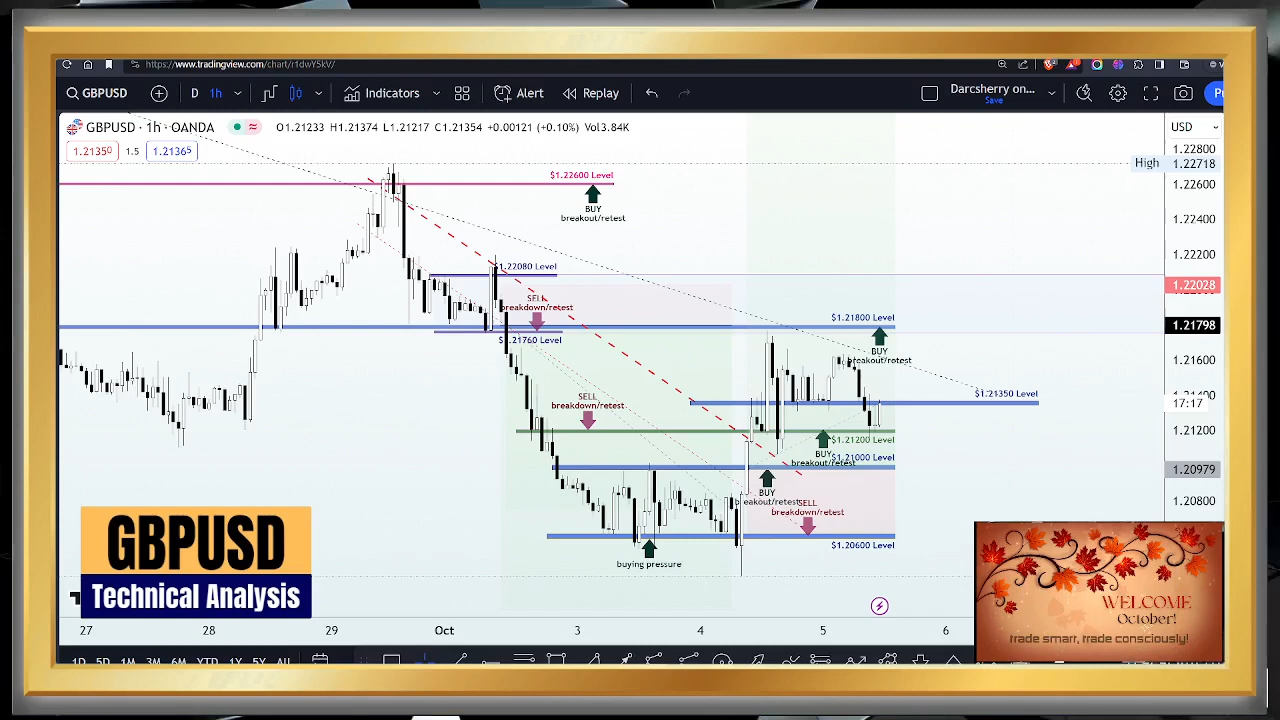 https://www.tradingview.com/chart/r1dwY5kV/
GBPUSD D 1h Indicators Alert Replay Darcsherry on...
Save
GBPUSD · 1h · OANDA O1.21233 H1.21374 L1.21217 C1.21354 +0.00121 (+0.10%) Vol3.84K
USD
1.21350 1.5 1.21365
1.22800
High 1.22718
$1.22600 Level
1.22600
BUY
breakout/retest
1.22400
1.22200
$1.22080 Level
1.22028
SELL
breakdown/retest
$1.21800 Level
1.21798
$1.21760 Level
BUY
breakout/retest
1.21600
$1.21350 Level
1.21400
17:17
SELL
breakdown/retest
1.21200
$1.21200 Level
BUY
breakout/retest
$1.21000 Level
1.20979
BUY
breakout/retest
SELL
breakdown/retest
1.20800
$1.20600 Level
buying pressure
GBPUSD
Technical Analysis
27 28 29 Oct 3 4 5 6
1D 5D 1M 3M 6M YTD 1Y 5Y All
WELCOME
October!
trade smart, trade consciously!